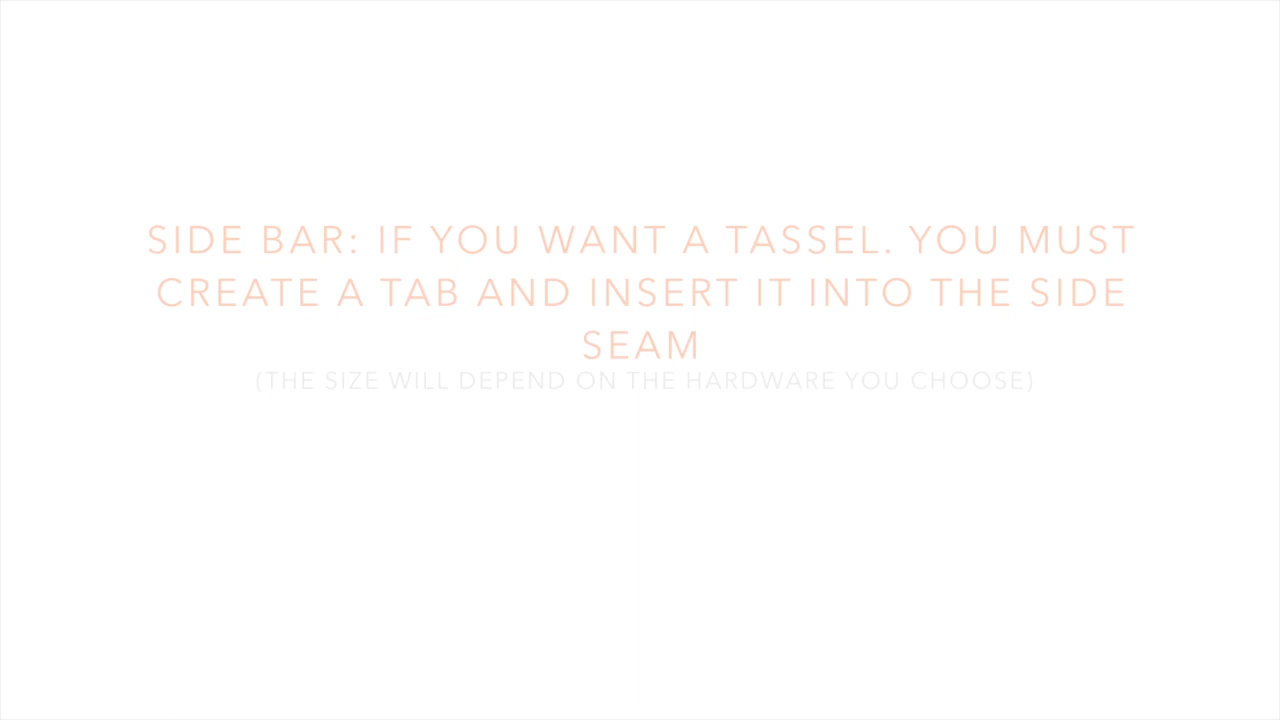 SIDE BAR: IF YOU WANT A TASSEL. YOU MUST
CREATE A TAB AND INSERT IT INTO THE SIDE
SEAM
(THE SIZE WILL DEPEND ON THE HARDWARE YOU CHOOSE)